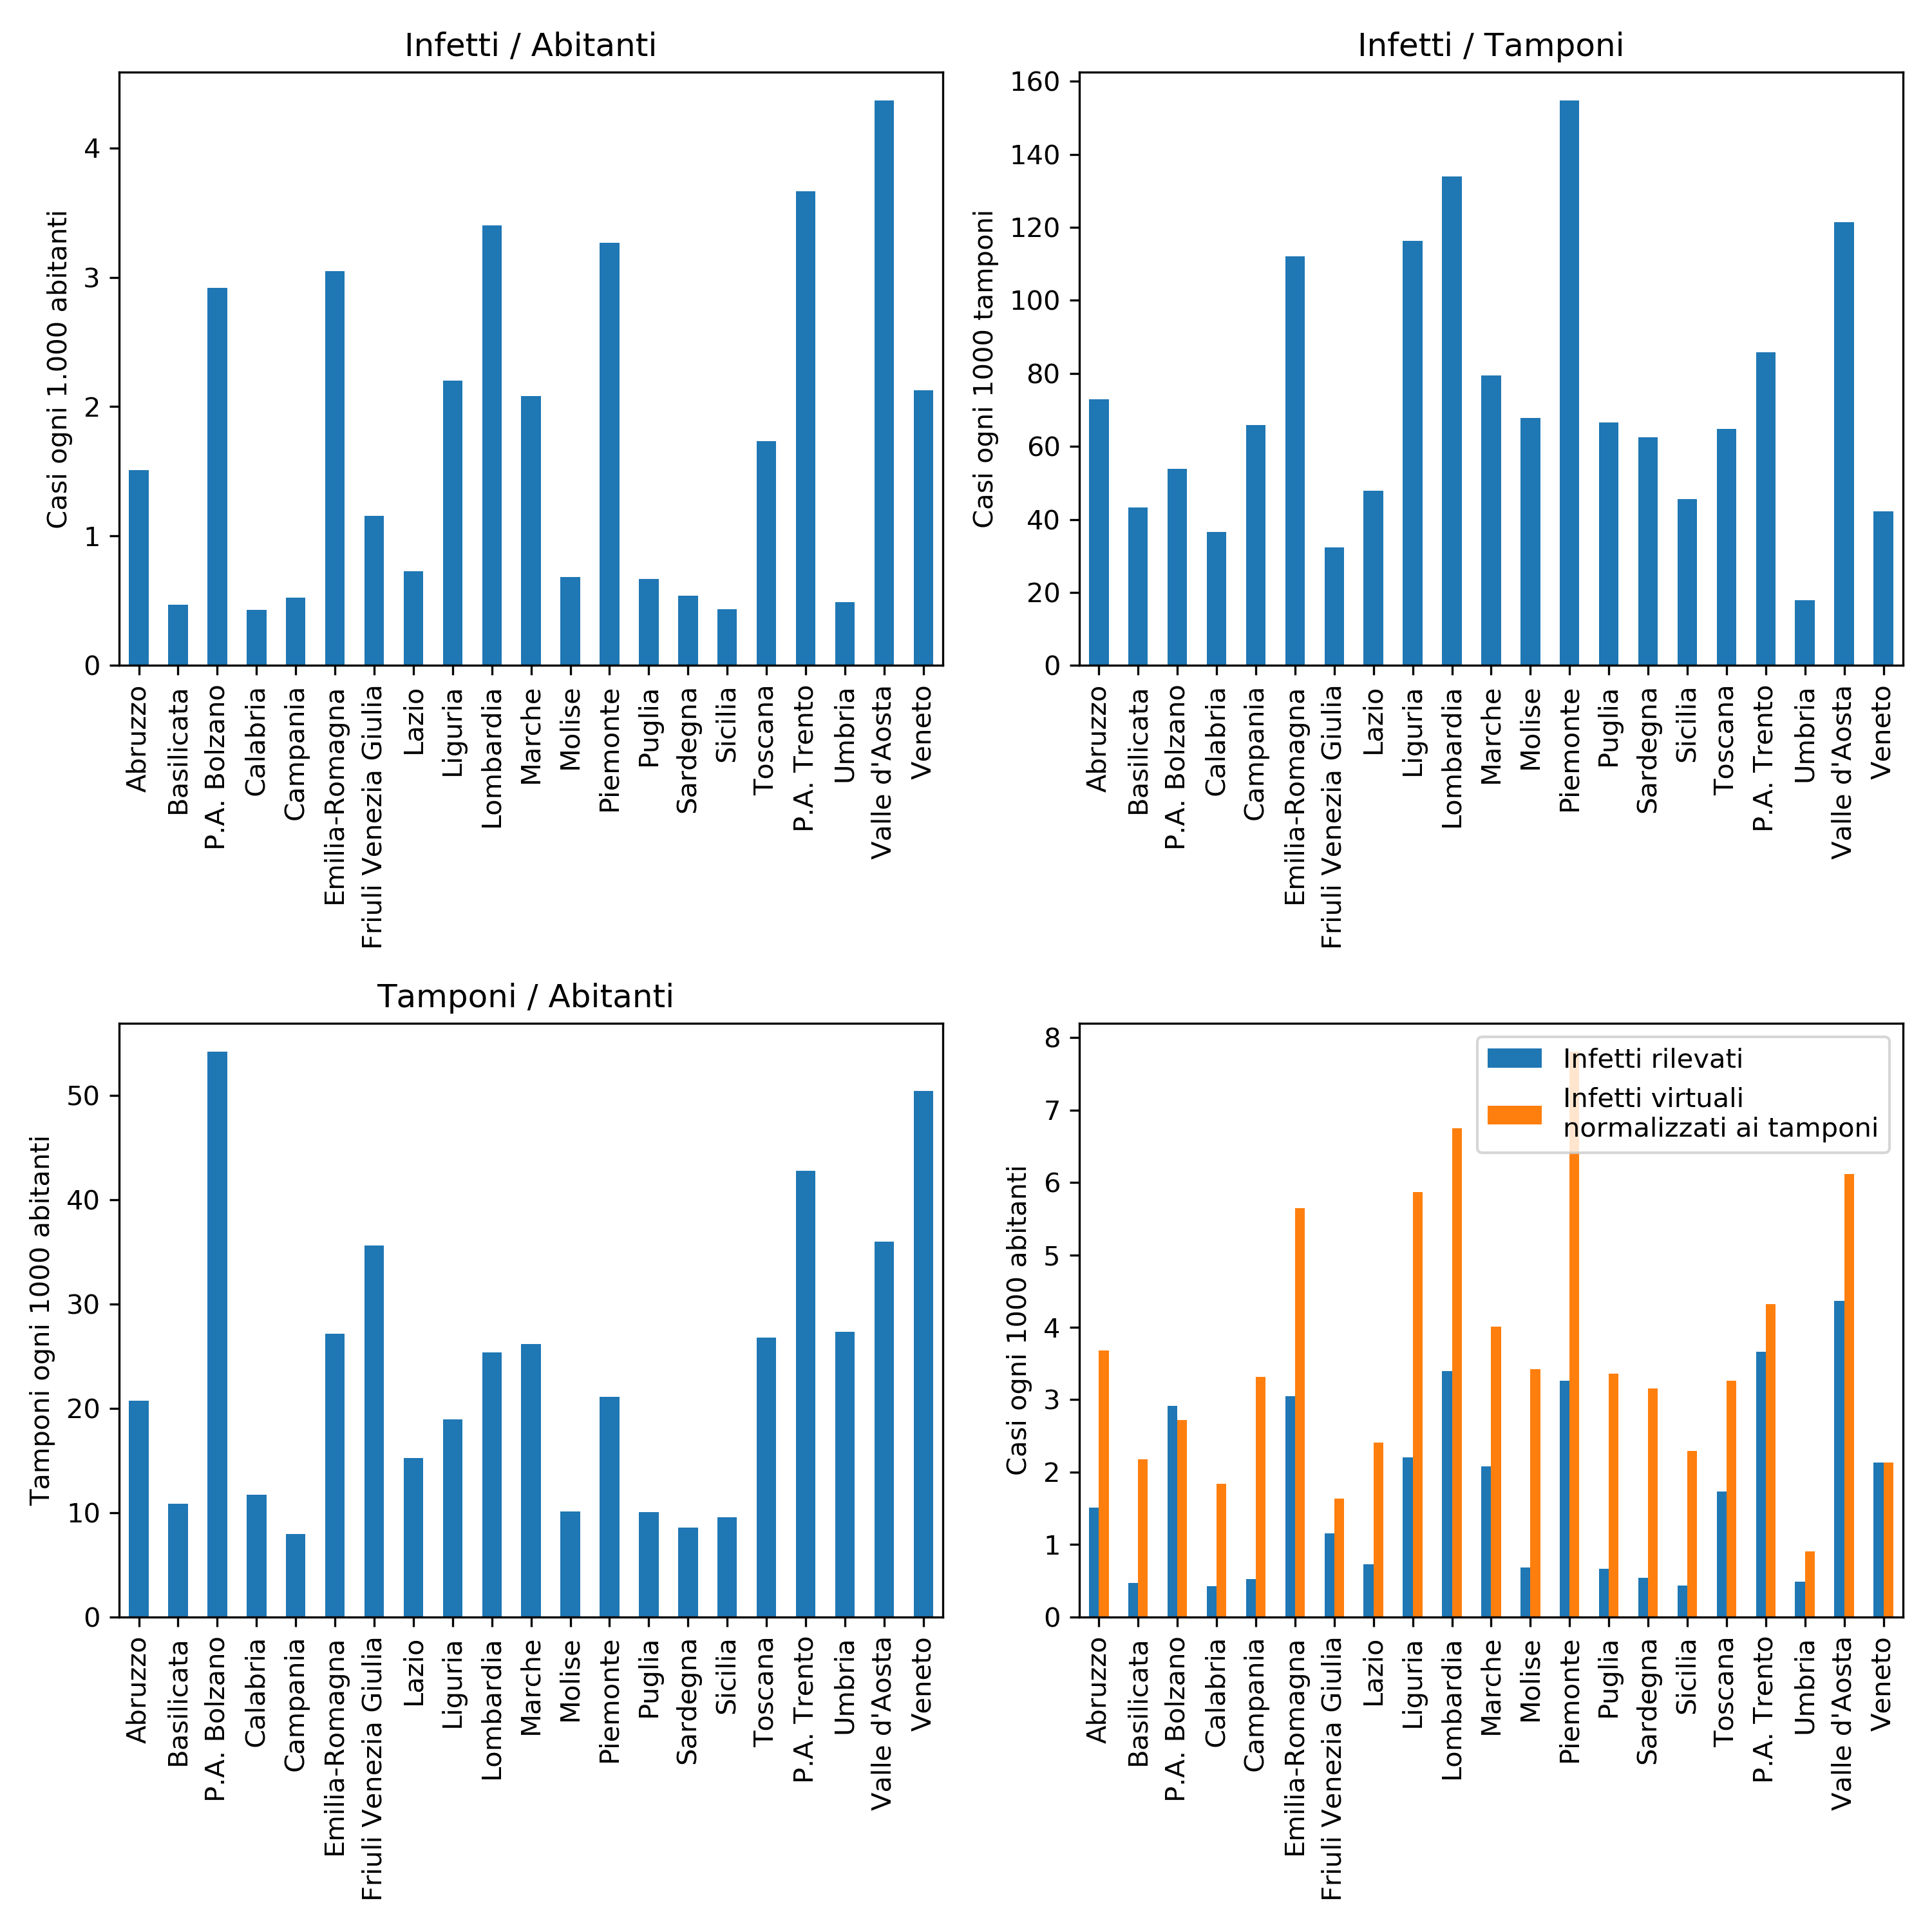 Infetti / Abitanti
Casi ogni 1.000 abitanti
4
3
2
1
0
Abruzzo
Basilicata
P.A. Bolzano
Calabria
Campania
Emilia-Romagna
Friuli Venezia Giulia
Lazio
Liguria
Lombardia
Marche
Molise
Piemonte
Puglia
Sardegna
Sicilia
Toscana
P.A. Trento
Umbria
Valle d'Aosta
Veneto
Infetti / Tamponi
Casi ogni 1000 tamponi
160
140
120
100
80
60
40
20
0
Abruzzo
Basilicata
P.A. Bolzano
Calabria
Campania
Emilia-Romagna
Friuli Venezia Giulia
Lazio
Liguria
Lombardia
Marche
Molise
Piemonte
Puglia
Sardegna
Sicilia
Toscana
P.A. Trento
Umbria
Valle d'Aosta
Veneto
Tamponi / Abitanti
Tamponi ogni 1000 abitanti
50
40
30
20
10
0
Abruzzo
Basilicata
P.A. Bolzano
Calabria
Campania
Emilia-Romagna
Friuli Venezia Giulia
Lazio
Liguria
Lombardia
Marche
Molise
Piemonte
Puglia
Sardegna
Sicilia
Toscana
P.A. Trento
Umbria
Valle d'Aosta
Veneto
Casi ogni 1000 abitanti
8
7
6
5
4
3
2
1
0
Infetti rilevati
Infetti virtuali
normalizzati ai tamponi
Abruzzo
Basilicata
P.A. Bolzano
Calabria
Campania
Emilia-Romagna
Friuli Venezia Giulia
Lazio
Liguria
Lombardia
Marche
Molise
Piemonte
Puglia
Sardegna
Sicilia
Toscana
P.A. Trento
Umbria
Valle d'Aosta
Veneto